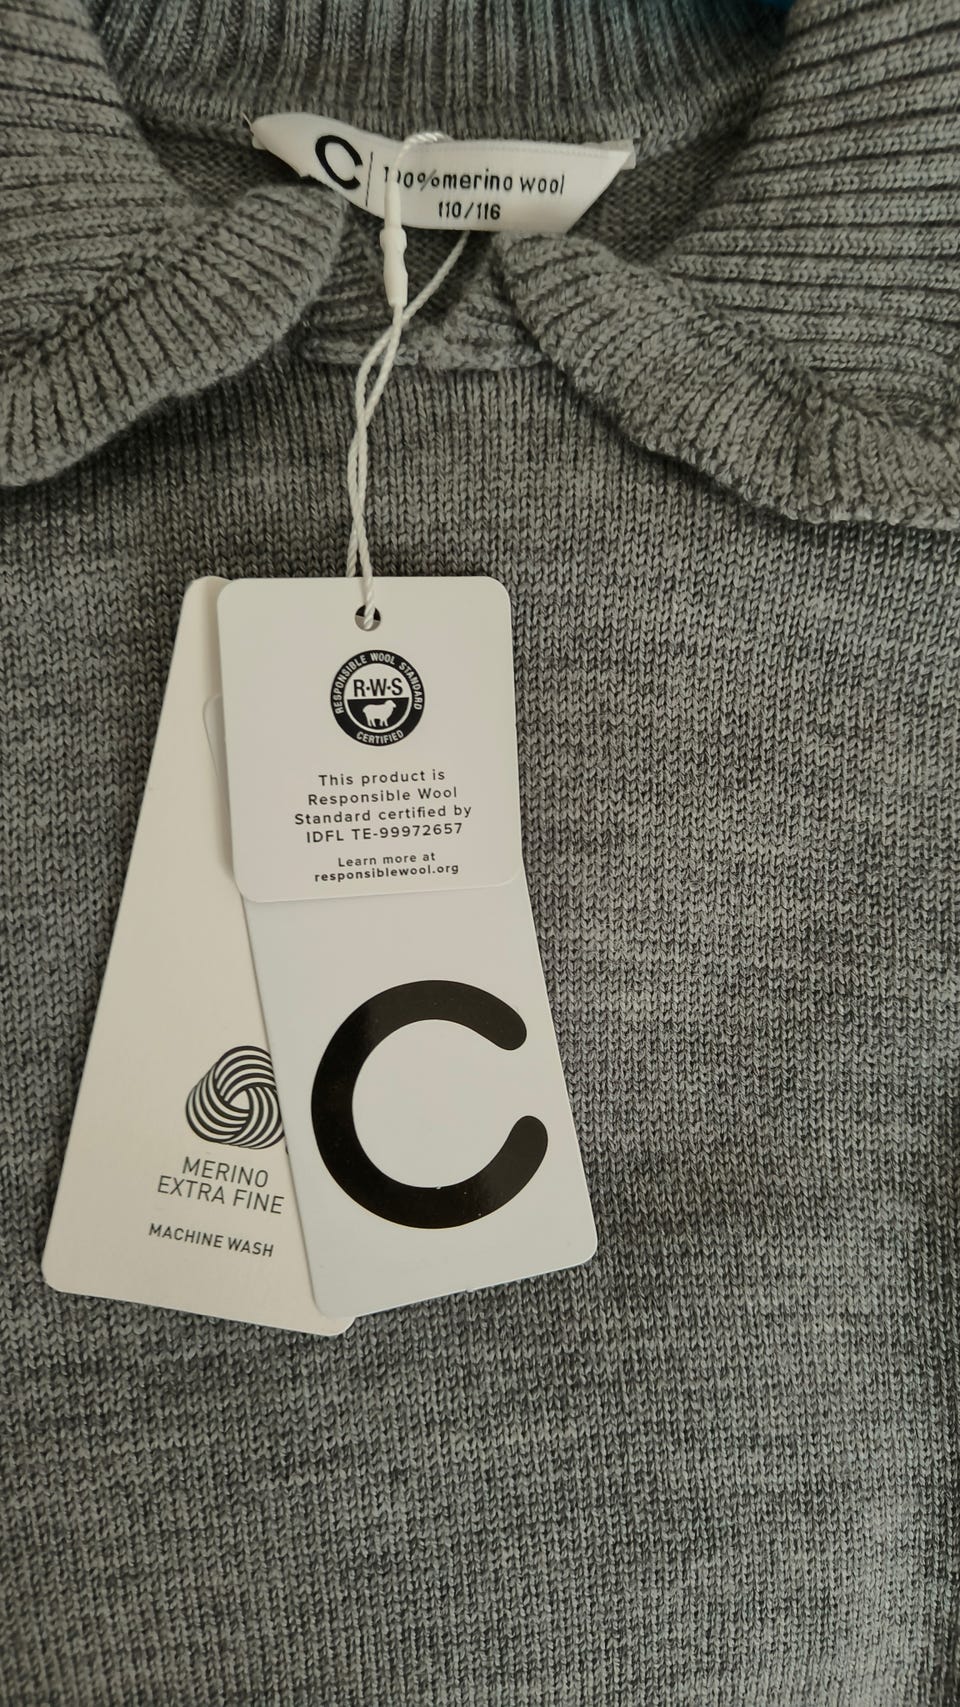 C 100%merino wool
110/116
RESPONSIBLE WOOL STANDARD
R·W·S
CERTIFIED
This product is
Responsible Wool
Standard certified by
IDFL TE-99972657
Learn more at
responsiblewool.org
C
MERINO
EXTRA FINE
MACHINE WASH